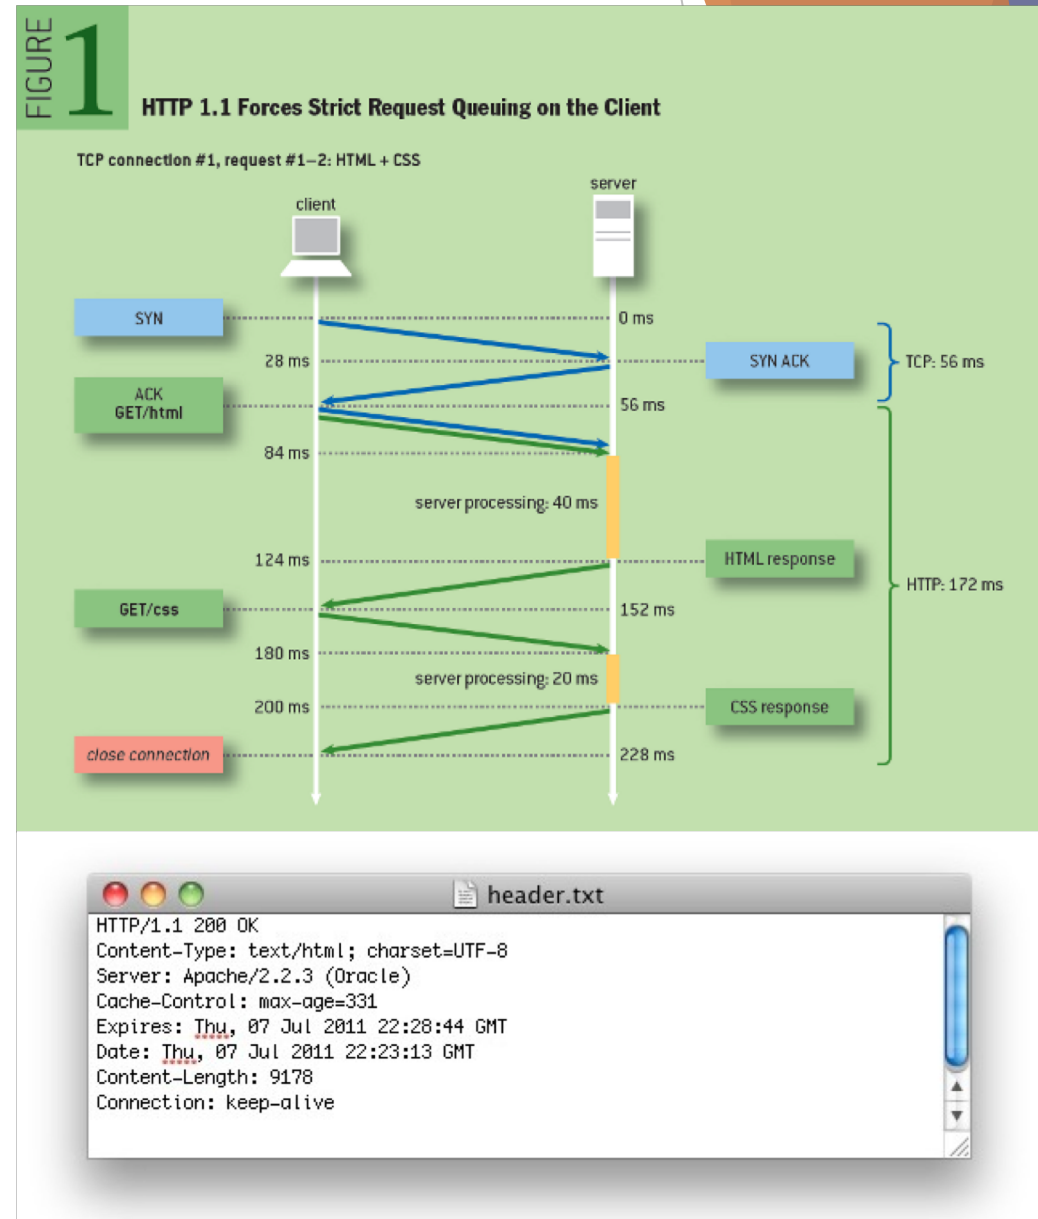 FIGURE 1
HTTP 1.1 Forces Strict Request Queuing on the Client
TCP connection #1, request #1–2: HTML + CSS
client
server
SYN
0 ms
28 ms
SYN ACK
TCP: 56 ms
ACK
GET/html
56 ms
84 ms
server processing: 40 ms
124 ms
HTML response
HTTP: 172 ms
GET/css
152 ms
180 ms
server processing: 20 ms
200 ms
CSS response
close connection
228 ms
header.txt
HTTP/1.1 200 OK
Content-Type: text/html; charset=UTF-8
Server: Apache/2.2.3 (Oracle)
Cache-Control: max-age=331
Expires: Thu, 07 Jul 2011 22:28:44 GMT
Date: Thu, 07 Jul 2011 22:23:13 GMT
Content-Length: 9178
Connection: keep-alive